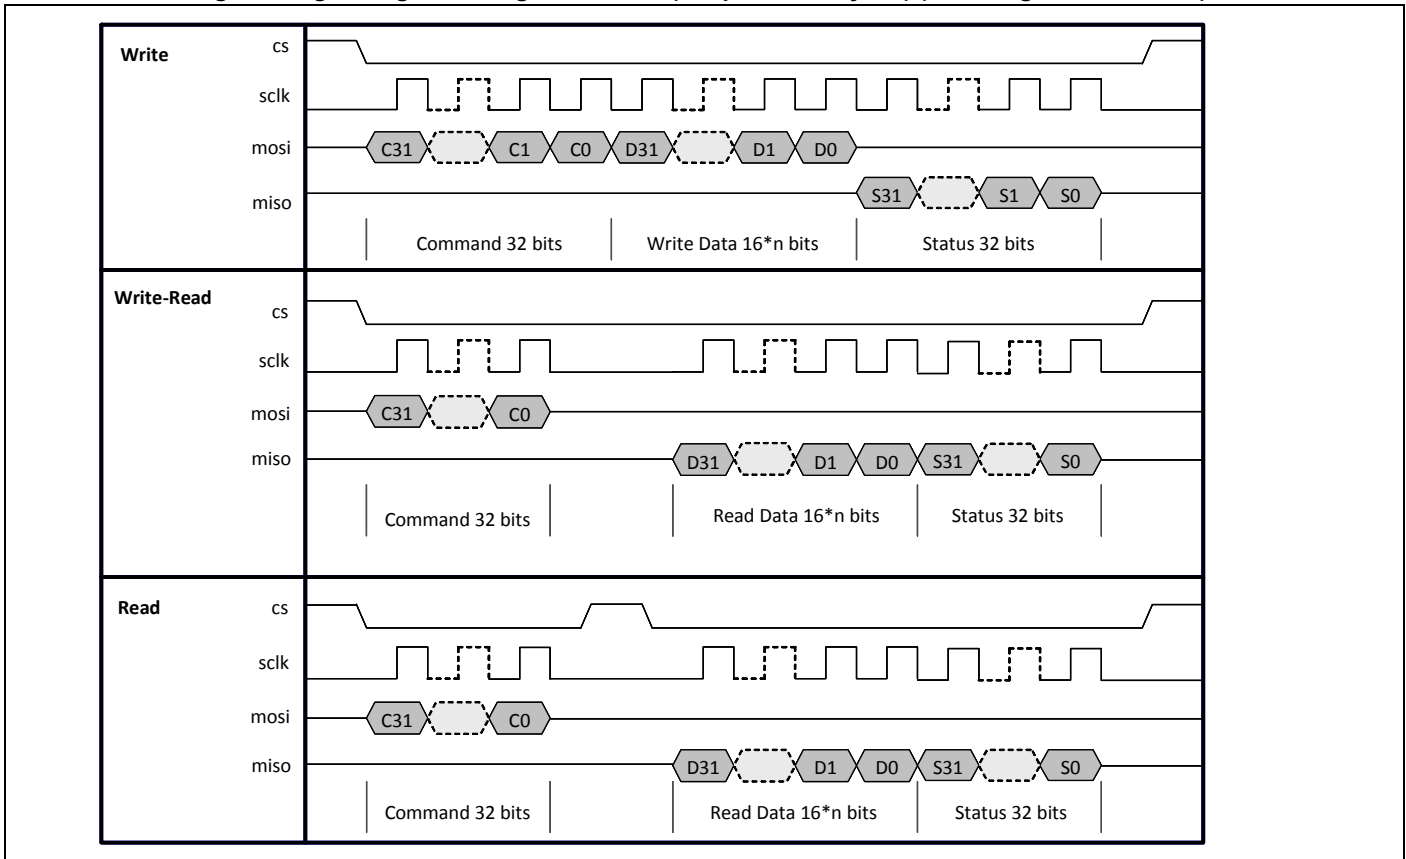 Write
cs
sclk
mosi C31 C1 C0 D31 D1 D0
miso S31 S1 S0
Command 32 bits Write Data 16*n bits Status 32 bits
Write-Read
cs
sclk
mosi C31 C0
miso D31 D1 D0 S31 S0
Command 32 bits Read Data 16*n bits Status 32 bits
Read cs
sclk
mosi C31 C0
miso D31 D1 D0 S31 S0
Command 32 bits Read Data 16*n bits Status 32 bits